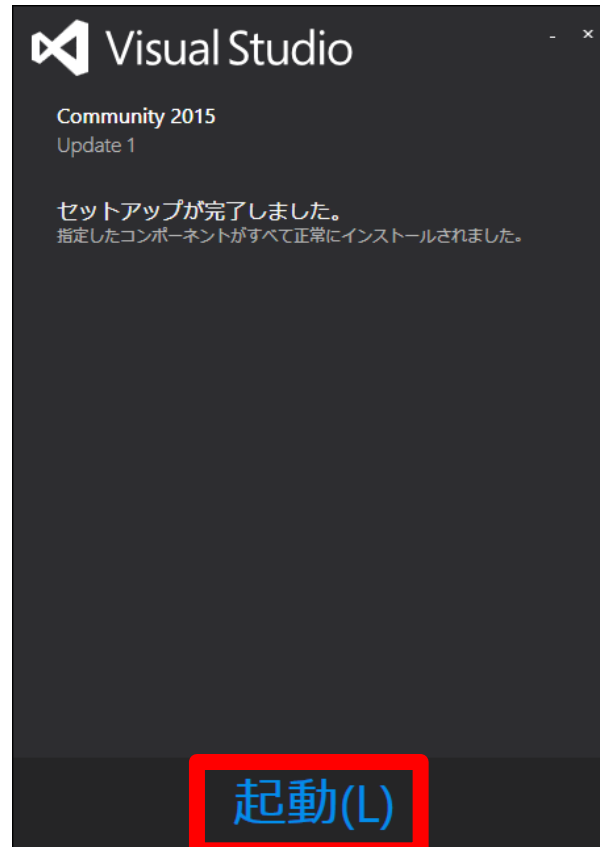 Visual Studio
Community 2015
Update 1
セットアップが完了しました。
指定したコンポーネントがすべて正常にインストールされました。
起動(L)